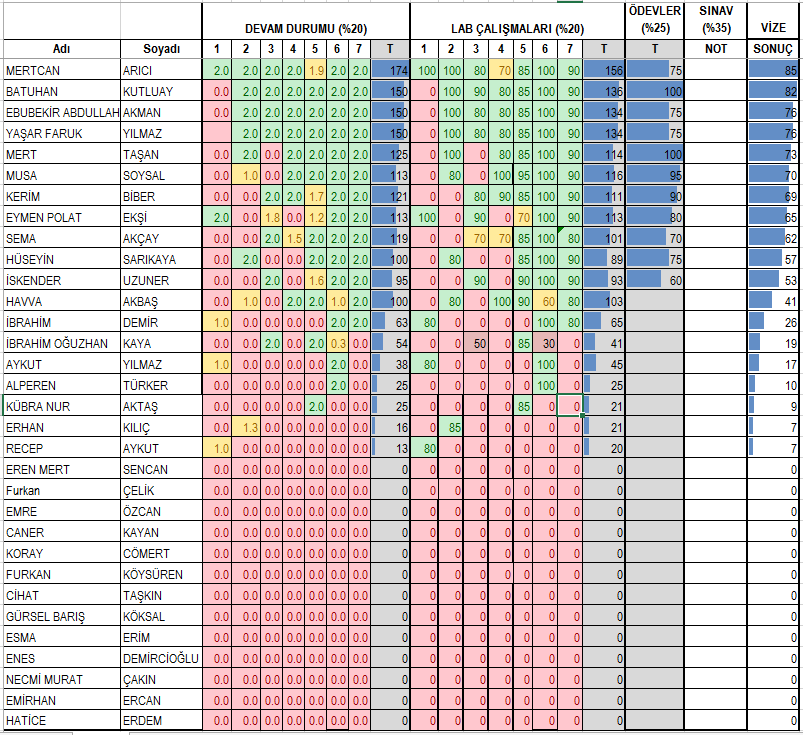 DEVAM DURUMU (%20) LAB ÇALIŞMALARI (%20) ÖDEVLER (%25) SINAV (%35) VİZE
Adı Soyadı 1 2 3 4 5 6 7 T 1 2 3 4 5 6 7 T T NOT SONUÇ
MERTCAN ARICI 2.0 2.0 2.0 2.0 1.9 2.0 2.0 174 100 100 80 70 85 100 90 156 75 85
BATUHAN KUTLUAY 0.0 2.0 2.0 2.0 2.0 2.0 2.0 150 0 100 90 80 85 100 90 136 100 82
EBUBEKİR ABDULLAH AKMAN 0.0 2.0 2.0 2.0 2.0 2.0 2.0 150 0 100 80 80 85 100 90 134 75 76
YAŞAR FARUK YILMAZ 2.0 2.0 2.0 2.0 2.0 2.0 150 0 100 80 80 85 100 90 134 75 76
MERT TAŞAN 0.0 2.0 0.0 2.0 2.0 2.0 2.0 125 0 100 0 80 85 100 90 114 100 73
MUSA SOYSAL 0.0 1.0 0.0 2.0 2.0 2.0 2.0 113 0 80 0 100 95 100 90 116 95 70
KERİM BİBER 0.0 0.0 2.0 2.0 1.7 2.0 2.0 121 0 0 80 90 85 100 90 111 90 69
EYMEN POLAT EKŞİ 2.0 0.0 1.8 0.0 1.2 2.0 2.0 113 100 0 90 0 70 100 90 113 80 65
SEMA AKÇAY 0.0 0.0 2.0 1.5 2.0 2.0 2.0 119 0 0 70 70 85 100 80 101 70 62
HÜSEYİN SARIKAYA 0.0 2.0 0.0 0.0 2.0 2.0 2.0 100 0 80 0 0 85 100 90 89 75 57
İSKENDER UZUNER 0.0 0.0 2.0 0.0 1.6 2.0 2.0 95 0 0 90 0 90 100 90 93 60 53
HAVVA AKBAŞ 0.0 1.0 0.0 2.0 2.0 1.0 2.0 100 0 80 0 100 90 60 80 103 41
İBRAHİM DEMİR 1.0 0.0 0.0 0.0 0.0 2.0 2.0 63 80 0 0 0 0 100 80 65 26
İBRAHİM OĞUZHAN KAYA 0.0 0.0 2.0 0.0 2.0 0.3 0.0 54 0 0 50 0 85 30 0 41 19
AYKUT YILMAZ 1.0 0.0 0.0 0.0 0.0 2.0 0.0 38 80 0 0 0 0 100 0 45 17
ALPEREN TÜRKER 0.0 0.0 0.0 0.0 0.0 2.0 0.0 25 0 0 0 0 0 100 0 25 10
KÜBRA NUR AKTAŞ 0.0 0.0 0.0 0.0 2.0 0.0 0.0 25 0 0 0 0 85 0 0 21 9
ERHAN KILIÇ 0.0 1.3 0.0 0.0 0.0 0.0 0.0 16 0 85 0 0 0 0 0 21 7
RECEP AYKUT 1.0 0.0 0.0 0.0 0.0 0.0 0.0 13 80 0 0 0 0 0 0 20 7
EREN MERT SENCAN 0.0 0.0 0.0 0.0 0.0 0.0 0.0 0 0 0 0 0 0 0 0 0 0
Furkan ÇELİK 0.0 0.0 0.0 0.0 0.0 0.0 0.0 0 0 0 0 0 0 0 0 0 0
EMRE ÖZCAN 0.0 0.0 0.0 0.0 0.0 0.0 0.0 0 0 0 0 0 0 0 0 0 0
CANER KAYAN 0.0 0.0 0.0 0.0 0.0 0.0 0.0 0 0 0 0 0 0 0 0 0 0
KORAY CÖMERT 0.0 0.0 0.0 0.0 0.0 0.0 0.0 0 0 0 0 0 0 0 0 0 0
FURKAN KÖYSÜREN 0.0 0.0 0.0 0.0 0.0 0.0 0.0 0 0 0 0 0 0 0 0 0 0
CİHAT TAŞKIN 0.0 0.0 0.0 0.0 0.0 0.0 0.0 0 0 0 0 0 0 0 0 0 0
GÜRSEL BARIŞ KÖKSAL 0.0 0.0 0.0 0.0 0.0 0.0 0.0 0 0 0 0 0 0 0 0 0 0
ESMA ERİM 0.0 0.0 0.0 0.0 0.0 0.0 0.0 0 0 0 0 0 0 0 0 0 0
ENES DEMİRCİOĞLU 0.0 0.0 0.0 0.0 0.0 0.0 0.0 0 0 0 0 0 0 0 0 0 0
NECMİ MURAT ÇAKIN 0.0 0.0 0.0 0.0 0.0 0.0 0.0 0 0 0 0 0 0 0 0 0 0
EMİRHAN ERCAN 0.0 0.0 0.0 0.0 0.0 0.0 0.0 0 0 0 0 0 0 0 0 0 0
HATİCE ERDEM 0.0 0.0 0.0 0.0 0.0 0.0 0.0 0 0 0 0 0 0 0 0 0 0